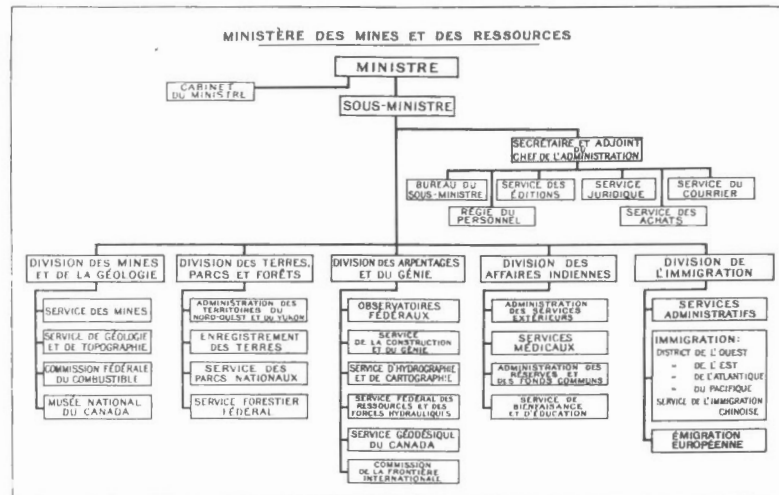 MINISTÈRE DES MINES ET DES RESSOURCES
MINISTRE
CABINET
DU MINISTRE
SOUS-MINISTRE
SECRÉTAIRE ET ADJOINT
DU
CHEF DE L'ADMINISTRATION
BUREAU DU
SOUS-MINISTRE
SERVICE DES
ÉDITIONS
SERVICE
JURIDIQUE
SERVICE DU
COURRIER
RÉGIE DU
PERSONNEL
SERVICE DES
ACHATS
DIVISION DES MINES
ET DE LA GÉOLOGIE
SERVICE DES MINES
SERVICE DE GÉOLOGIE
ET DE TOPOGRAPHIE
COMMISSION FÉDÉRALE
DU COMBUSTIBLE
MUSÉE NATIONAL
DU CANADA
DIVISION DES TERRES,
PARCS ET FORÊTS
ADMINISTRATION DES
TERRITOIRES DU
NORD-OUEST ET DU YUKON
ENREGISTREMENT
DES TERRES
SERVICE DES
PARCS NATIONAUX
SERVICE FORESTIER
FÉDÉRAL
DIVISION DES ARPENTAGES
ET DU GÉNIE
OBSERVATOIRES
FÉDÉRAUX
SERVICE
DE LA CONSTRUCTION
ET DU GÉNIE
SERVICE D'HYDROGRAPHIE
ET DE CARTOGRAPHIE
SERVICE FÉDÉRAL DES
RESSOURCES ET DES
FORCES HYDRAULIQUES
SERVICE GÉODÉSIQUE
DU CANADA
COMMISSION
DE LA FRONTIÈRE
INTERNATIONALE
DIVISION DES
AFFAIRES INDIENNES
ADMINISTRATION
DES SERVICES
EXTÉRIEURS
SERVICES
MÉDICAUX
ADMINISTRATION DES
RÉSERVES ET
DES FONDS COMMUNS
SERVICE DE
BIENFAISANCE
ET D'ÉDUCATION
DIVISION DE
L'IMMIGRATION
SERVICES
ADMINISTRATIFS
IMMIGRATION:
DISTRICT DE L'OUEST
" DE L'EST
" DE L'ATLANTIQUE
" DU PACIFIQUE
SERVICE DE L'IMMIGRATION
CHINOISE
ÉMIGRATION
EUROPÉENNE